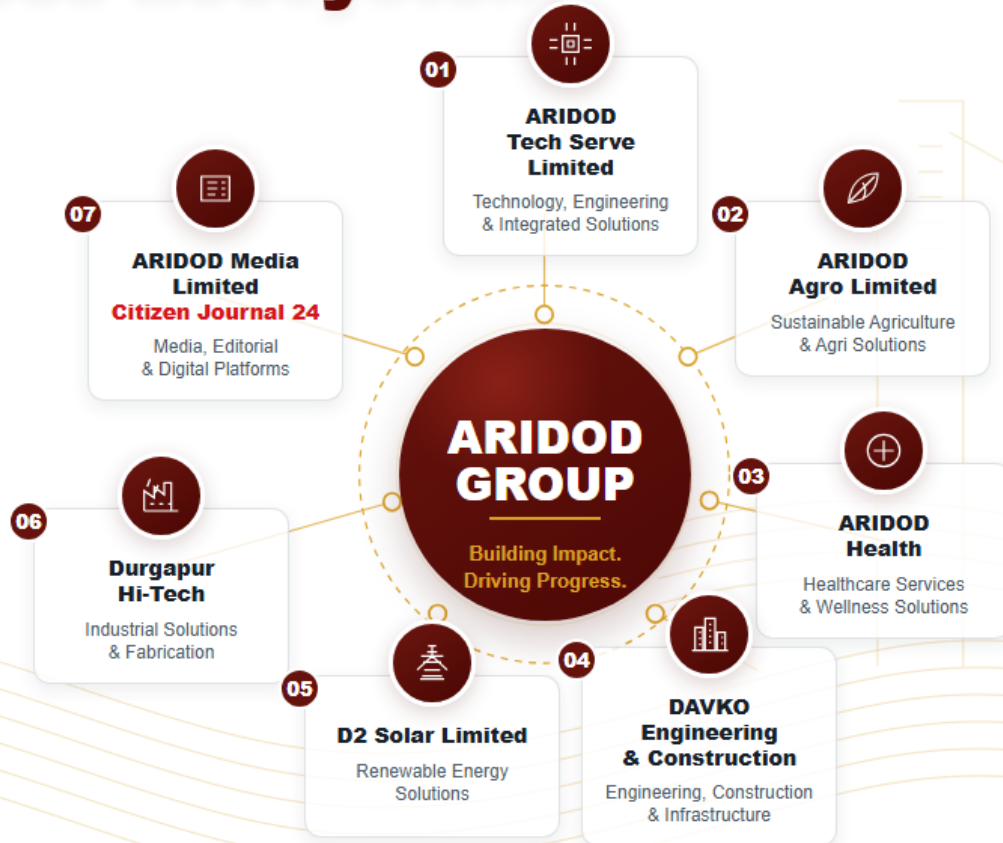 01
ARIDOD
Tech Serve
Limited
Technology, Engineering
& Integrated Solutions
02
ARIDOD
Agro Limited
Sustainable Agriculture
& Agri Solutions
03
ARIDOD
Health
Healthcare Services
& Wellness Solutions
04
DAVKO
Engineering
& Construction
Engineering, Construction
& Infrastructure
05
D2 Solar Limited
Renewable Energy
Solutions
06
Durgapur
Hi-Tech
Industrial Solutions
& Fabrication
07
ARIDOD Media
Limited
Citizen Journal 24
Media, Editorial
& Digital Platforms
ARIDOD
GROUP
Building Impact.
Driving Progress.